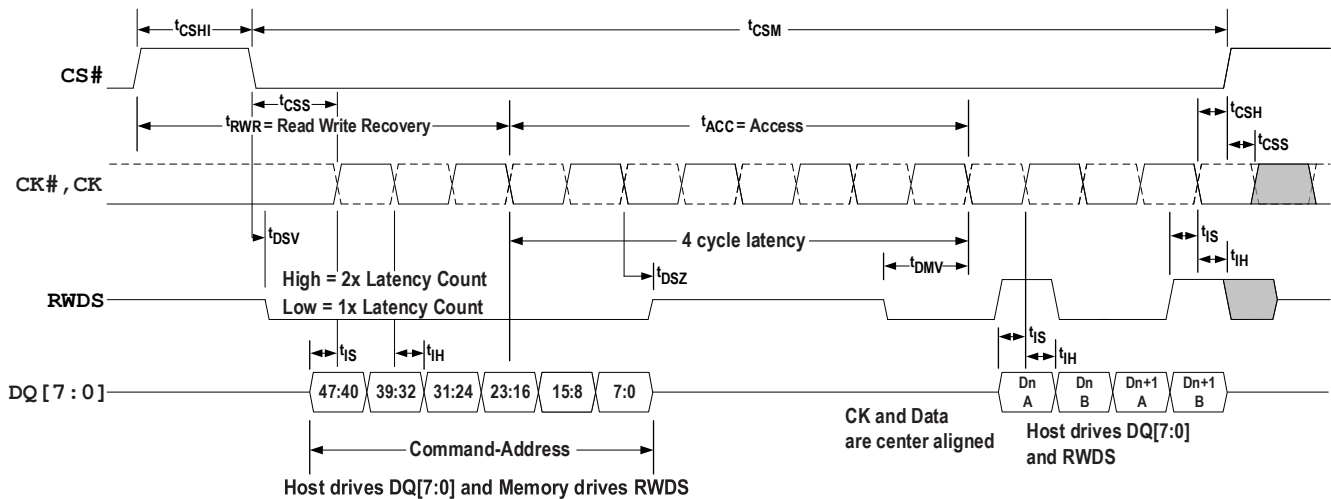 tCSHI
tCSM
CS#
tCSS
tCSH
tRWR = Read Write Recovery
tACC = Access
tCSS
CK#,CK
tDSV
4 cycle latency
tIS
tDMV
tIH
High = 2x Latency Count
tDSZ
RWDS
Low = 1x Latency Count
tIS
tIH
tIS
tIH
DQ[7:0]
47:40
39:32
31:24
23:16
15:8
7:0
Dn
A
Dn
B
Dn+1
A
Dn+1
B
CK and Data
are center aligned
Host drives DQ[7:0]
and RWDS
Command-Address
Host drives DQ[7:0] and Memory drives RWDS